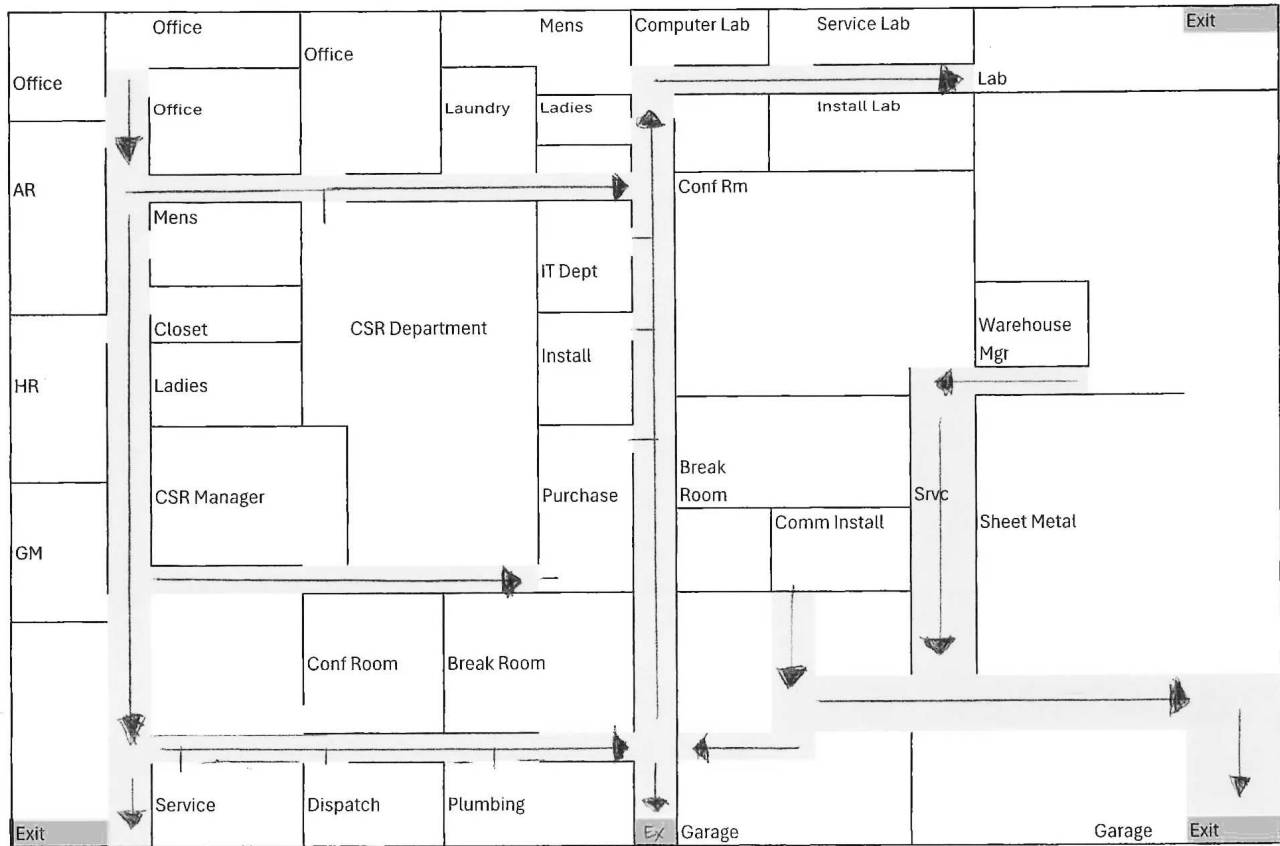 Office
Office
Mens
Computer Lab
Service Lab
Exit
Office
Office
Laundry
Ladies
Install Lab
Lab
AR
Mens
Conf Rm
IT Dept
Closet
CSR Department
Install
Warehouse
Mgr
HR
Ladies
CSR Manager
Purchase
Break
Room
Srvc
Comm Install
Sheet Metal
GM
Conf Room
Break Room
Service
Dispatch
Plumbing
Exit
Ex
Garage
Garage
Exit